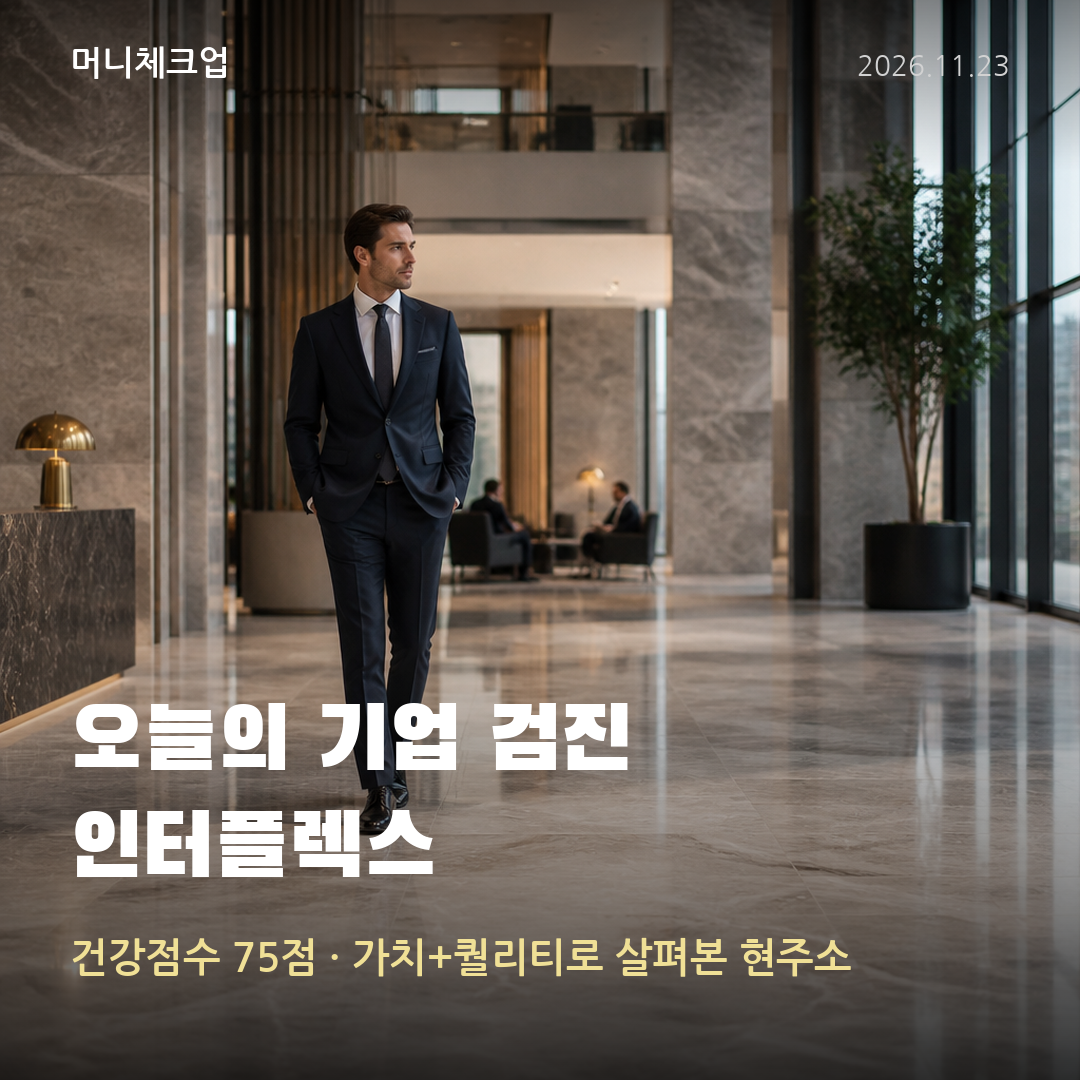 머니체크업
2026.11.23
오늘의 기업 검진
인터플렉스
건강점수 75점 · 가치+퀄리티로 살펴본 현주소